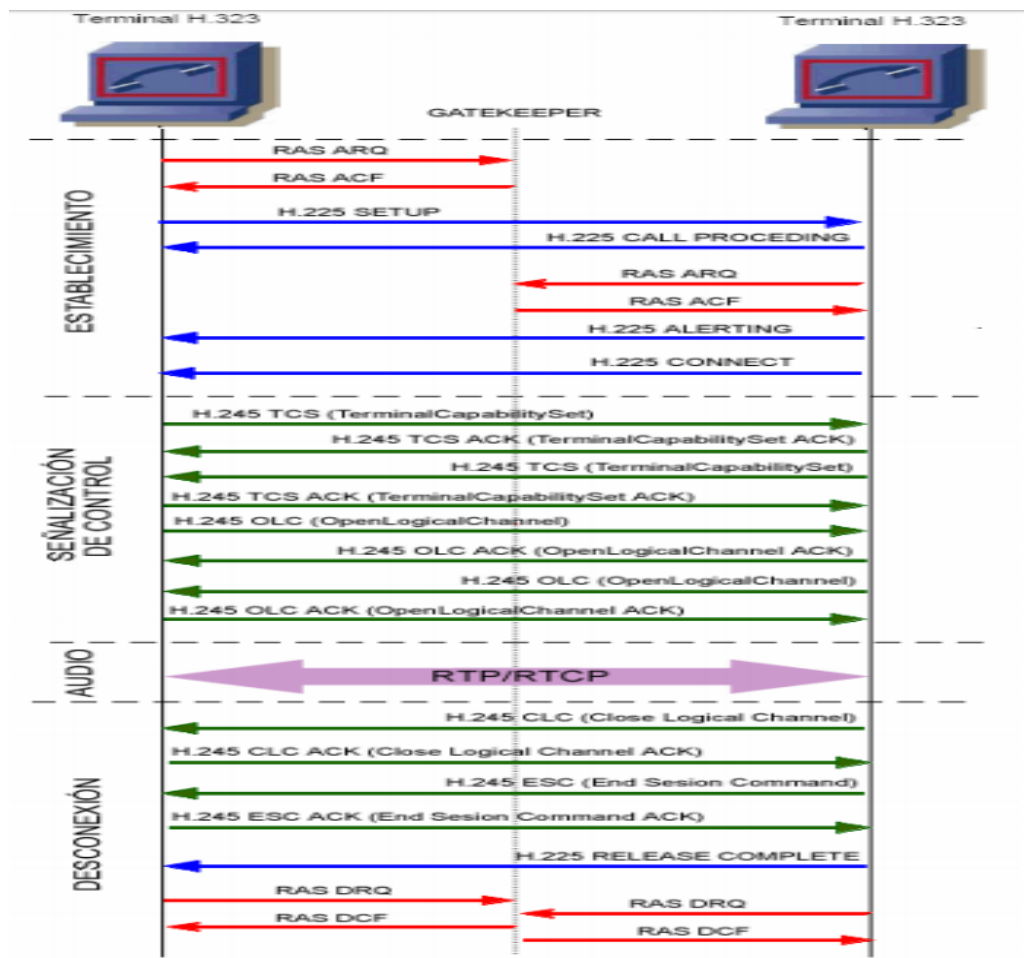 Terminal H.323
Terminal H.323
GATEKEEPER
ESTABLECIMIENTO
RAS ARQ
RAS ACF
H.225 SETUP
H.225 CALL PROCEDING
RAS ARQ
RAS ACF
H.225 ALERTING
H.225 CONNECT
SEÑALIZACIÓN
DE CONTROL
H.245 TCS (TerminalCapabilitySet)
H.245 TCS ACK (TerminalCapabilitySet ACK)
H.245 TCS (TerminalCapabilitySet)
H.245 TCS ACK (TerminalCapabilitySet ACK)
H.245 OLC (OpenLogicalChannel)
H.245 OLC ACK (OpenLogicalChannel ACK)
H.245 OLC (OpenLogicalChannel)
H.245 OLC ACK (OpenLogicalChannel ACK)
AUDIO
RTP/RTCP
DESCONEXIÓN
H.245 CLC (Close Logical Channel)
H.245 CLC ACK (Close Logical Channel ACK)
H.245 ESC (End Sesion Command)
H.245 ESC ACK (End Sesion Command ACK)
H.225 RELEASE COMPLETE
RAS DRQ
RAS DRQ
RAS DCF
RAS DCF